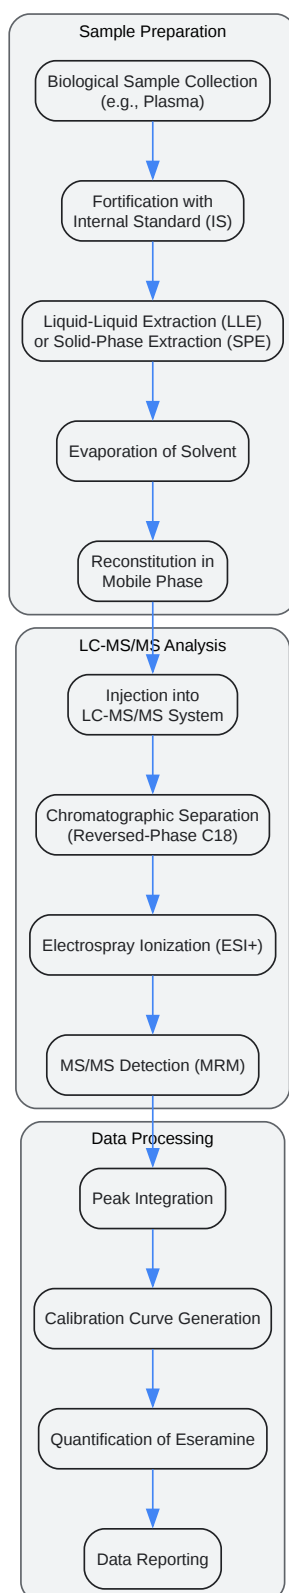 Sample Preparation
Biological Sample Collection
(e.g., Plasma)
Fortification with
Internal Standard (IS)
Liquid-Liquid Extraction (LLE)
or Solid-Phase Extraction (SPE)
Evaporation of Solvent
Reconstitution in
Mobile Phase
LC-MS/MS Analysis
Injection into
LC-MS/MS System
Chromatographic Separation
(Reversed-Phase C18)
Electrospray Ionization (ESI+)
MS/MS Detection (MRM)
Data Processing
Peak Integration
Calibration Curve Generation
Quantification of Eseramine
Data Reporting